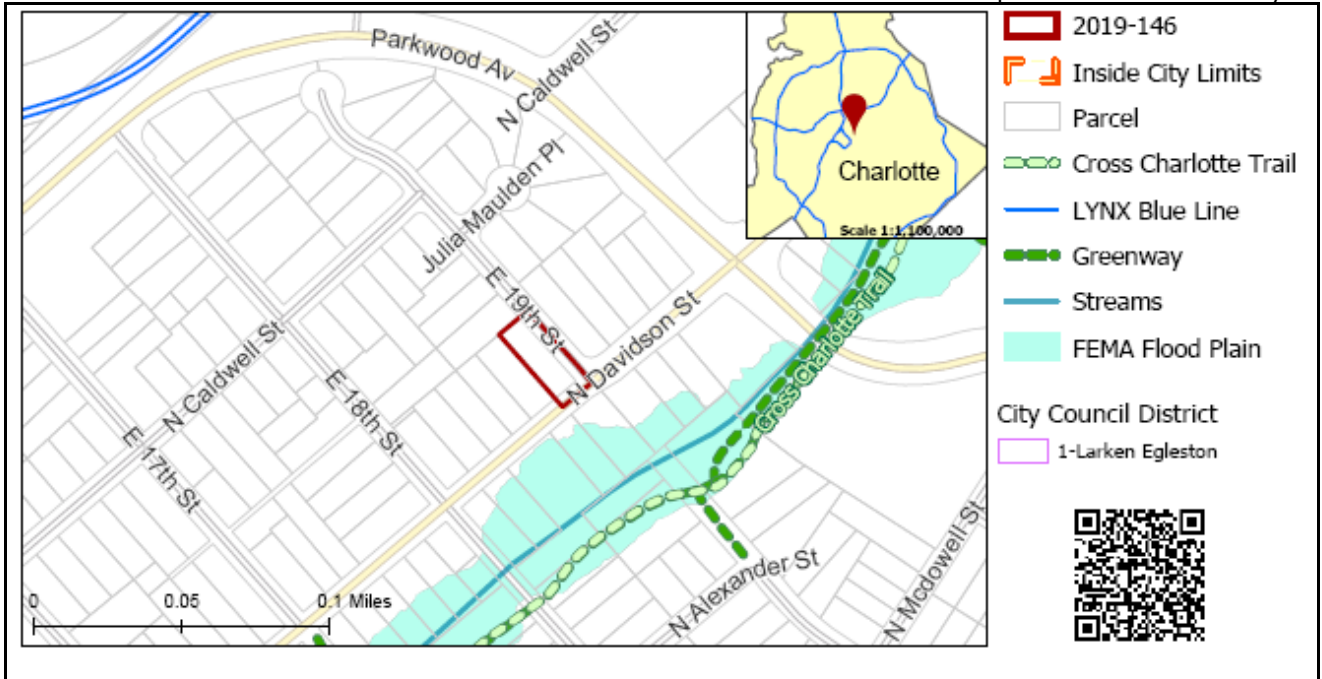 Parkwood Av
N Caldwell St
Julia Maulden Pl
E 19th St
N Davidson St
N Caldwell St
E 18th St
E 17th St
Cross Charlotte Trail
N Alexander St
N Mcdowell St
0 0.05 0.1 Miles
Charlotte
Scale 1:1,100,000
2019-146
Inside City Limits
Parcel
Cross Charlotte Trail
LYNX Blue Line
Greenway
Streams
FEMA Flood Plain
City Council District
1-Larken Egleston